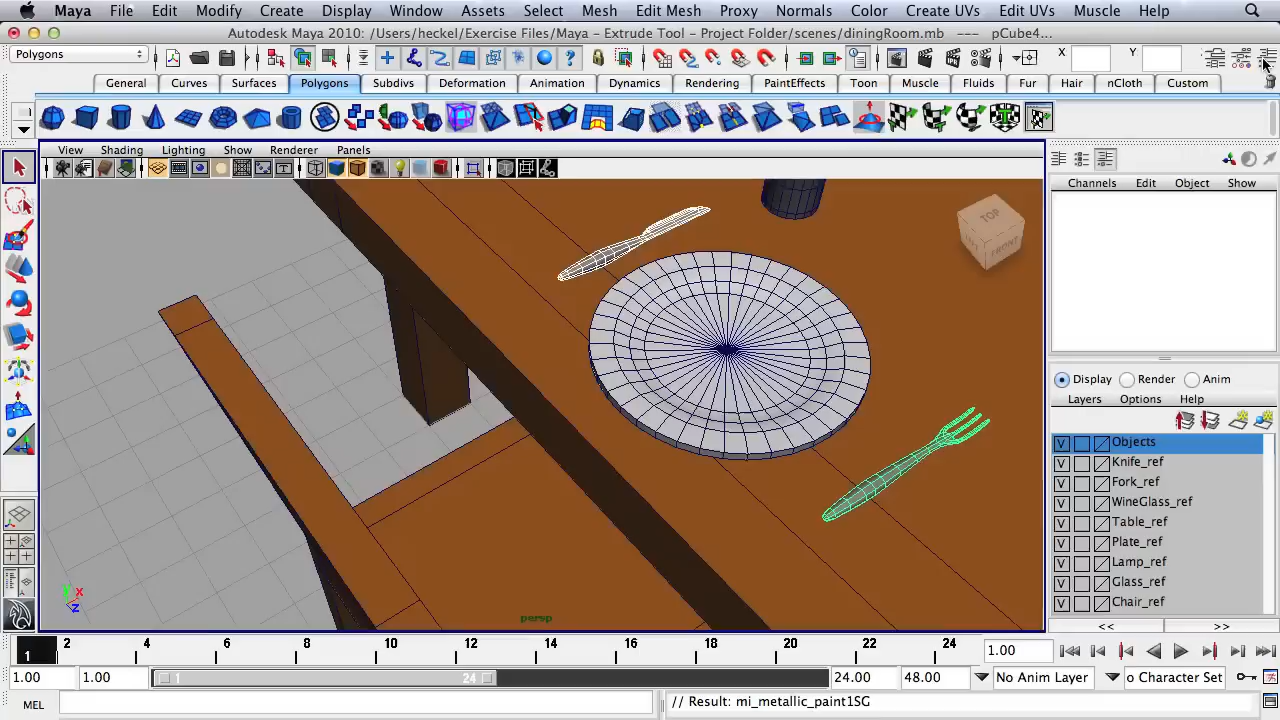 Maya File Edit Modify Create Display Window Assets Select Mesh Edit Mesh Proxy Normals Color Create UVs Edit UVs Muscle Help
Autodesk Maya 2010: /Users/heckel/Exercise Files/Maya - Extrude Tool - Project Folder/scenes/diningRoom.mb --- pCube4...
Polygons X Y
General Curves Surfaces Polygons Subdivs Deformation Animation Dynamics Rendering PaintEffects Toon Muscle Fluids Fur Hair nCloth Custom
View Shading Lighting Show Renderer Panels
Channels Edit Object Show
TOP
FRONT
Display Render Anim
Layers Options Help
V Objects
V Knife_ref
V Fork_ref
V WineGlass_ref
V Table_ref
V Plate_ref
V Lamp_ref
V Glass_ref
V Chair_ref
<< >>
persp
1 2 4 6 8 10 12 14 16 18 20 22 24 1.00
1.00 1.00 1 24 24.00 48.00 No Anim Layer o Character Set
MEL // Result: mi_metallic_paint1SG